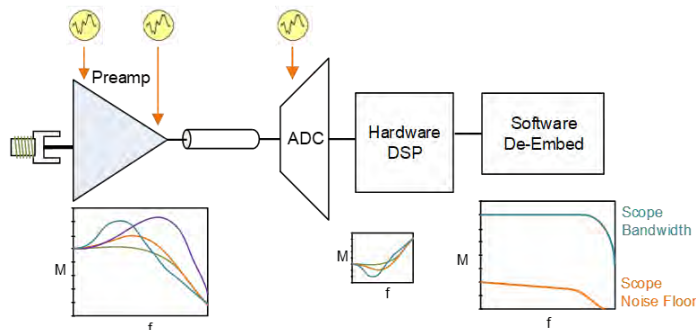 Preamp
ADC
Hardware
DSP
Software
De-Embed
M
f
M
f
M
f
Scope
Bandwidth
Scope
Noise Floor